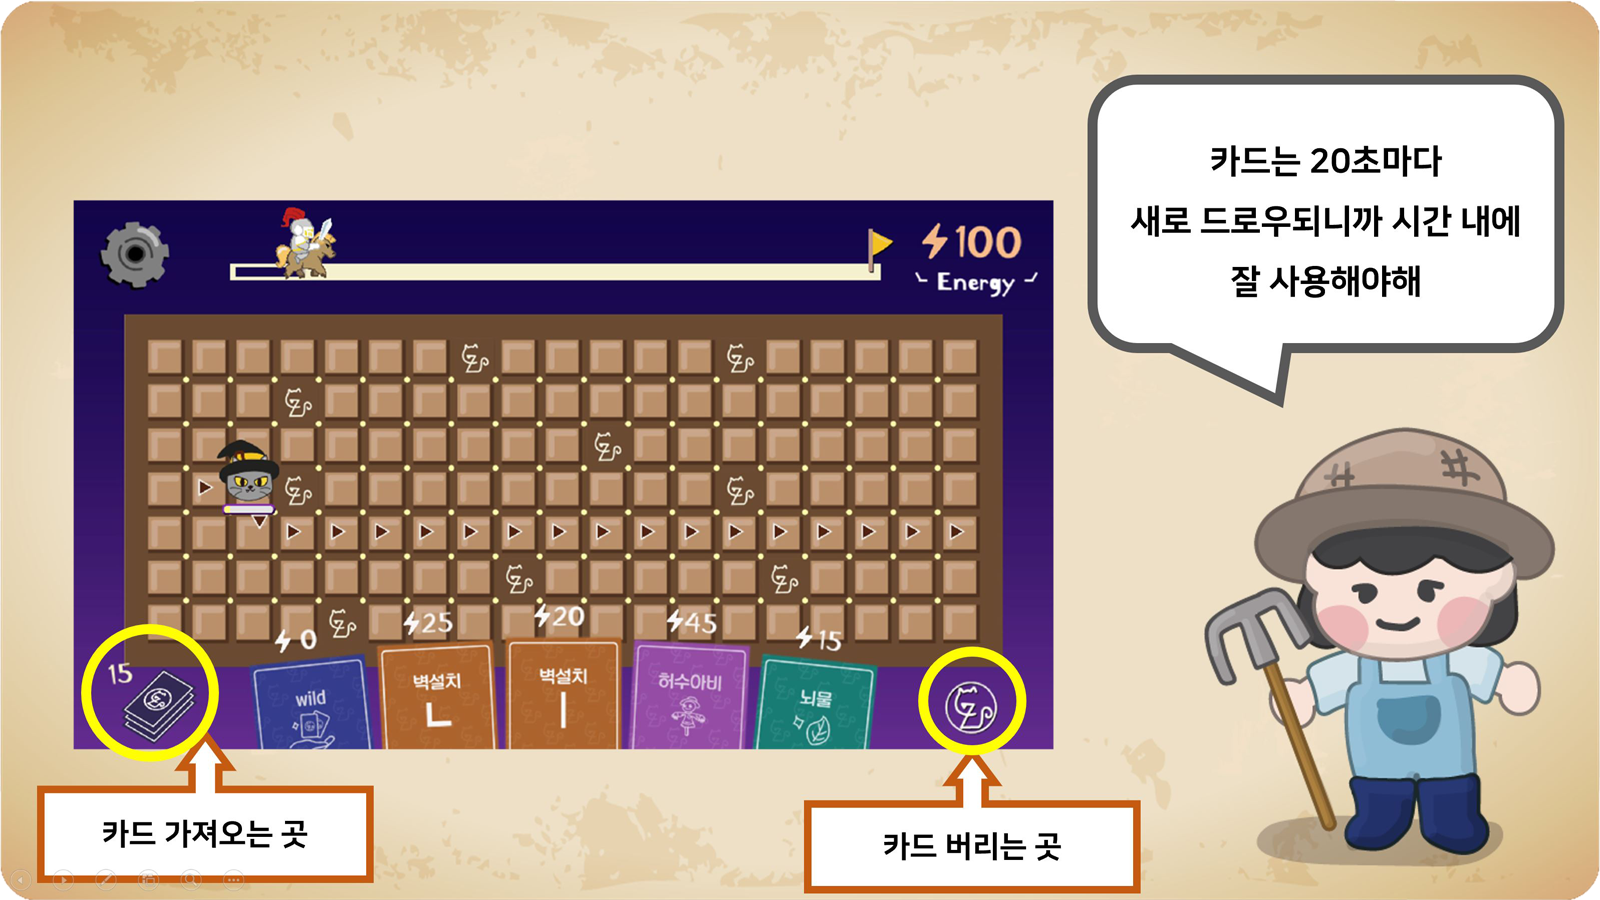 카드는 20초마다
새로 드로우되니까 시간 내에
잘 사용해야해
100
Energy
0
25
20
45
15
15
wild
벽설치
ㄴ
벽설치
ㅣ
허수아비
뇌물
카드 가져오는 곳
카드 버리는 곳